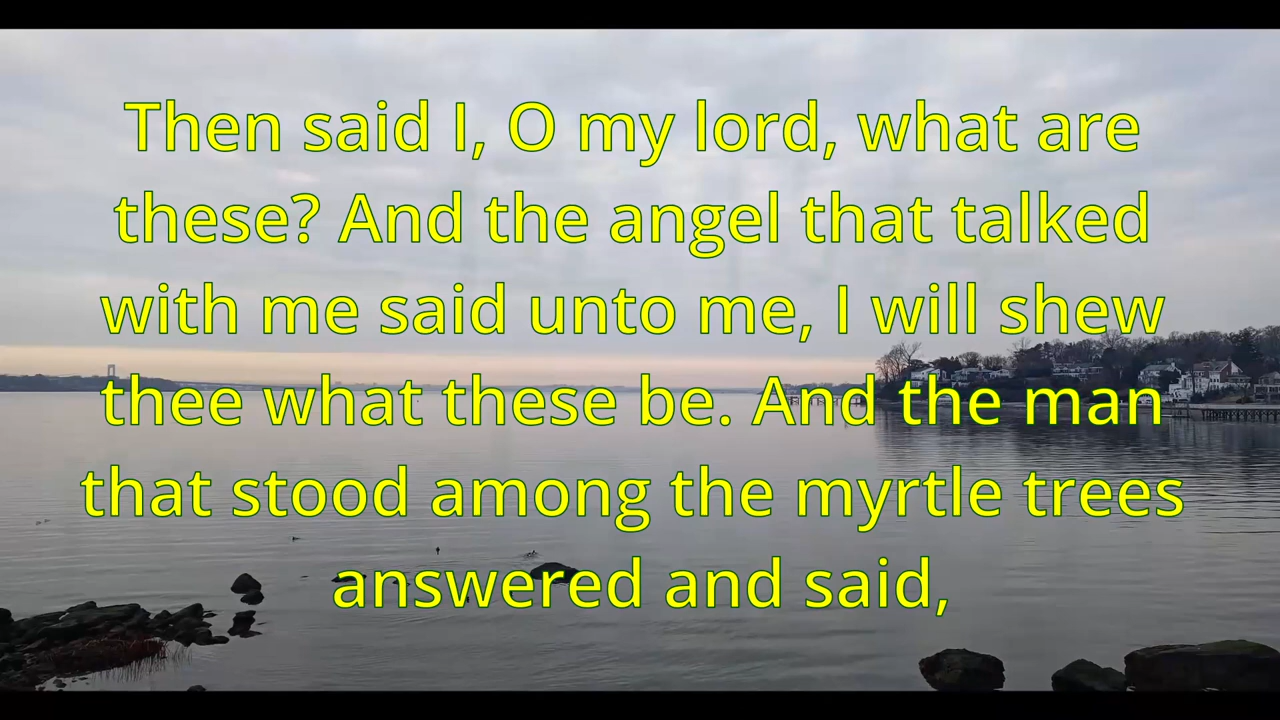 Then said I, O my lord, what are
these? And the angel that talked
with me said unto me, I will shew
thee what these be. And the man
that stood among the myrtle trees
answered and said,